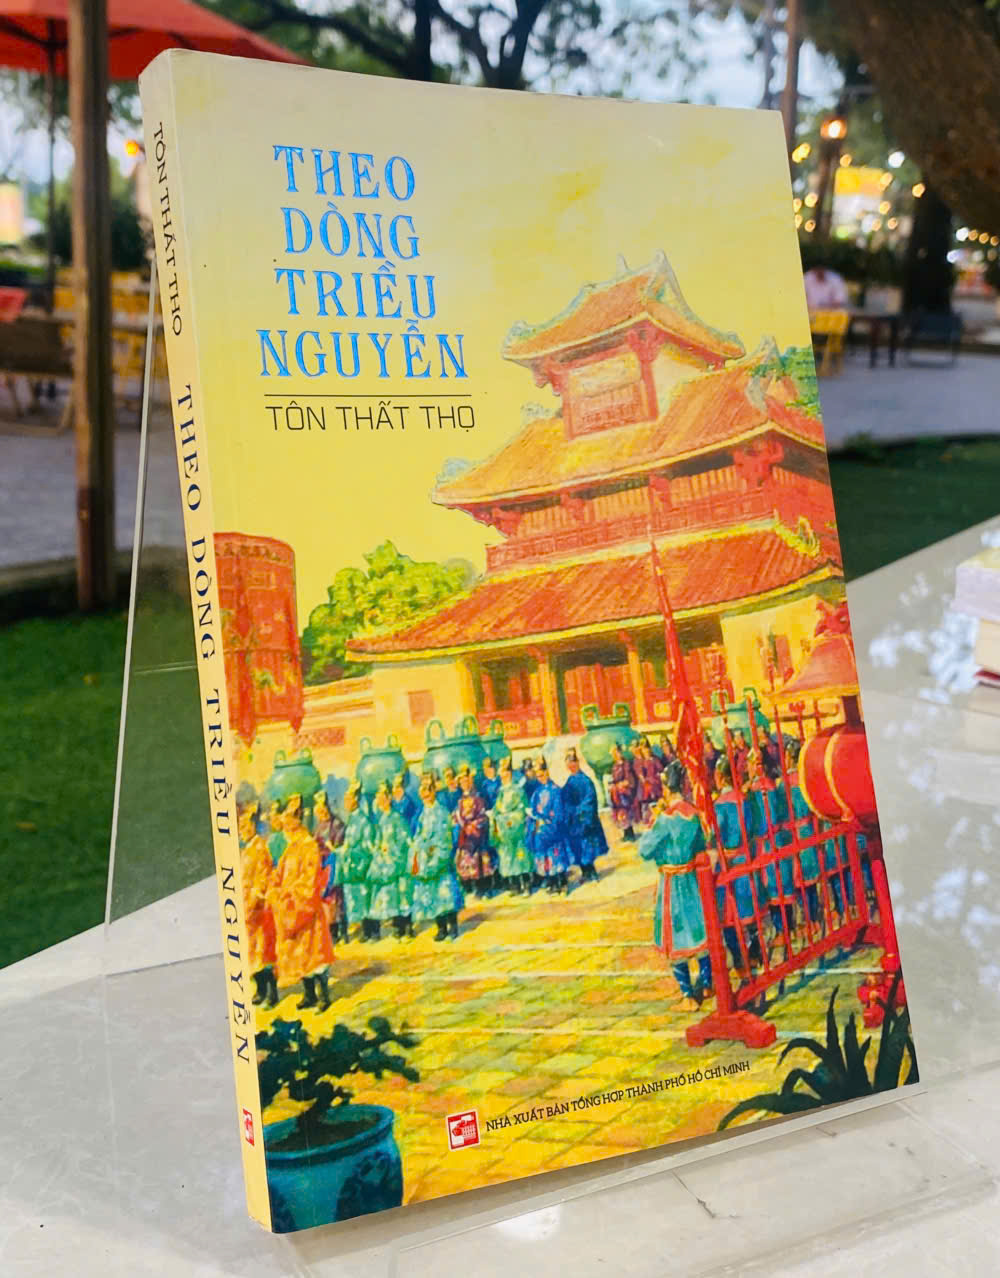 THEO
DÒNG
TRIỀU
NGUYỄN
TÔN THẤT THỌ
TÔN THẤT THỌ
THEO DÒNG TRIỀU NGUYỄN
NHÀ XUẤT BẢN TỔNG HỢP THÀNH PHỐ HỒ CHÍ MINH